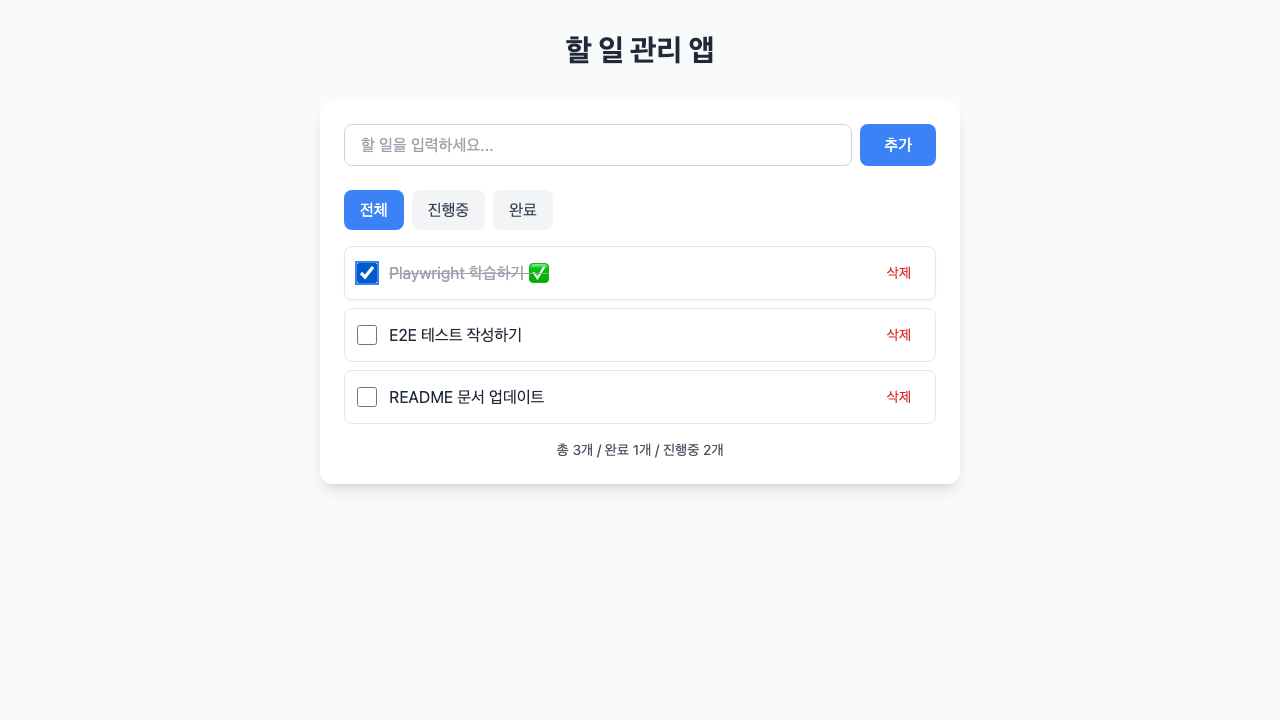 할 일 관리 앱
할 일을 입력하세요...
추가
전체 진행중 완료
Playwright 학습하기 ✅ 삭제
E2E 테스트 작성하기 삭제
README 문서 업데이트 삭제
총 3개 / 완료 1개 / 진행중 2개